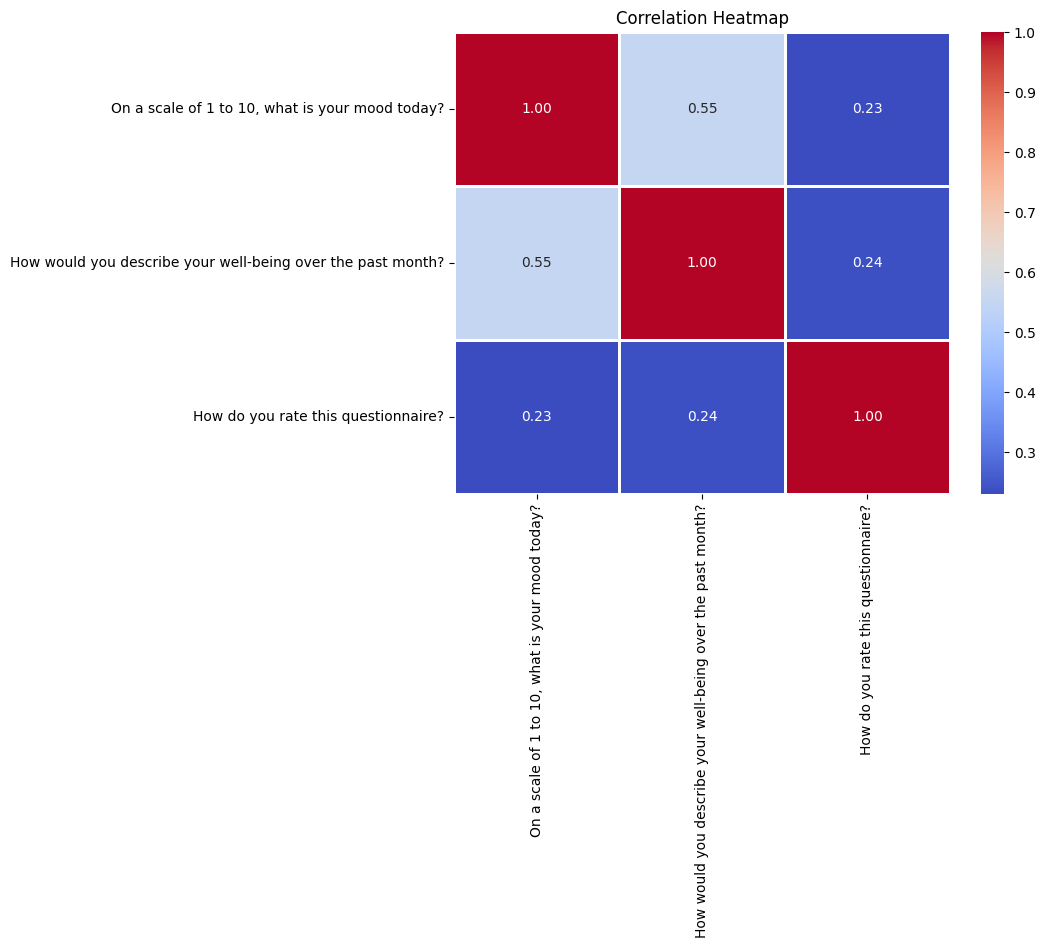 Correlation Heatmap
On a scale of 1 to 10, what is your mood today?
1.00
0.55
0.23
How would you describe your well-being over the past month?
0.55
1.00
0.24
How do you rate this questionnaire?
0.23
0.24
1.00
On a scale of 1 to 10, what is your mood today?
How would you describe your well-being over the past month?
How do you rate this questionnaire?
1.0
0.9
0.8
0.7
0.6
0.5
0.4
0.3